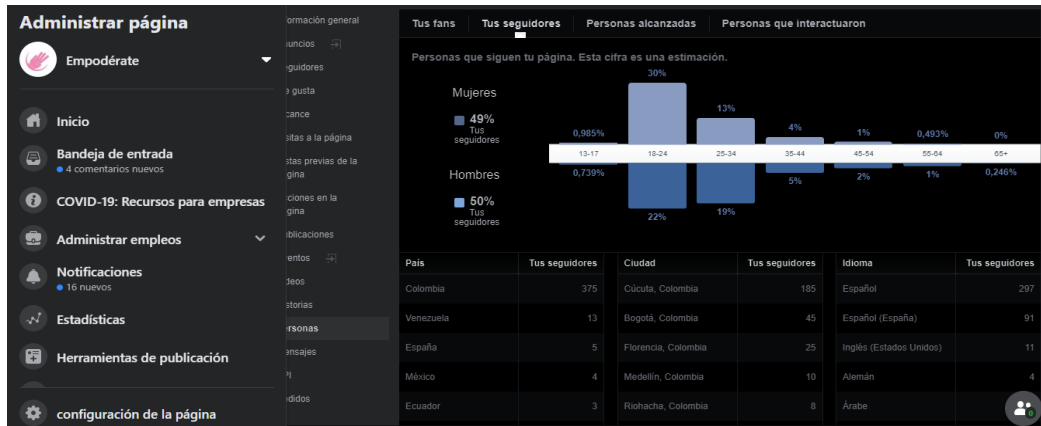 Administrar página
Empodérate
Inicio
Bandeja de entrada
4 comentarios nuevos
COVID-19: Recursos para empresas
Administrar empleos
Notificaciones
16 nuevos
Estadísticas
Herramientas de publicación
configuración de la página
formación general
uncios
guidores
e gusta
cance
sitas a la página
stas previas de la
gina
ciones en la
gina
blicaciones
entos
deos
storias
rsonas
ensajes
PI
didos
Tus fans Tus seguidores Personas alcanzadas Personas que interactuaron
Personas que siguen tu página. Esta cifra es una estimación.
Mujeres
49%
Tus
seguidores
0,985% 30% 13% 4% 1% 0,493% 0%
13-17 18-24 25-34 35-44 45-54 55-64 65+
Hombres
50%
Tus
seguidores
0,739% 22% 19% 5% 2% 1% 0,246%
País Tus seguidores Ciudad Tus seguidores Idioma Tus seguidores
Colombia 375 Cúcuta, Colombia 185 Español 297
Venezuela 13 Bogotá, Colombia 45 Español (España) 91
España 5 Florencia, Colombia 25 Inglés (Estados Unidos) 11
México 4 Medellín, Colombia 10 Alemán 4
Ecuador 3 Riohacha, Colombia 8 Árabe
0